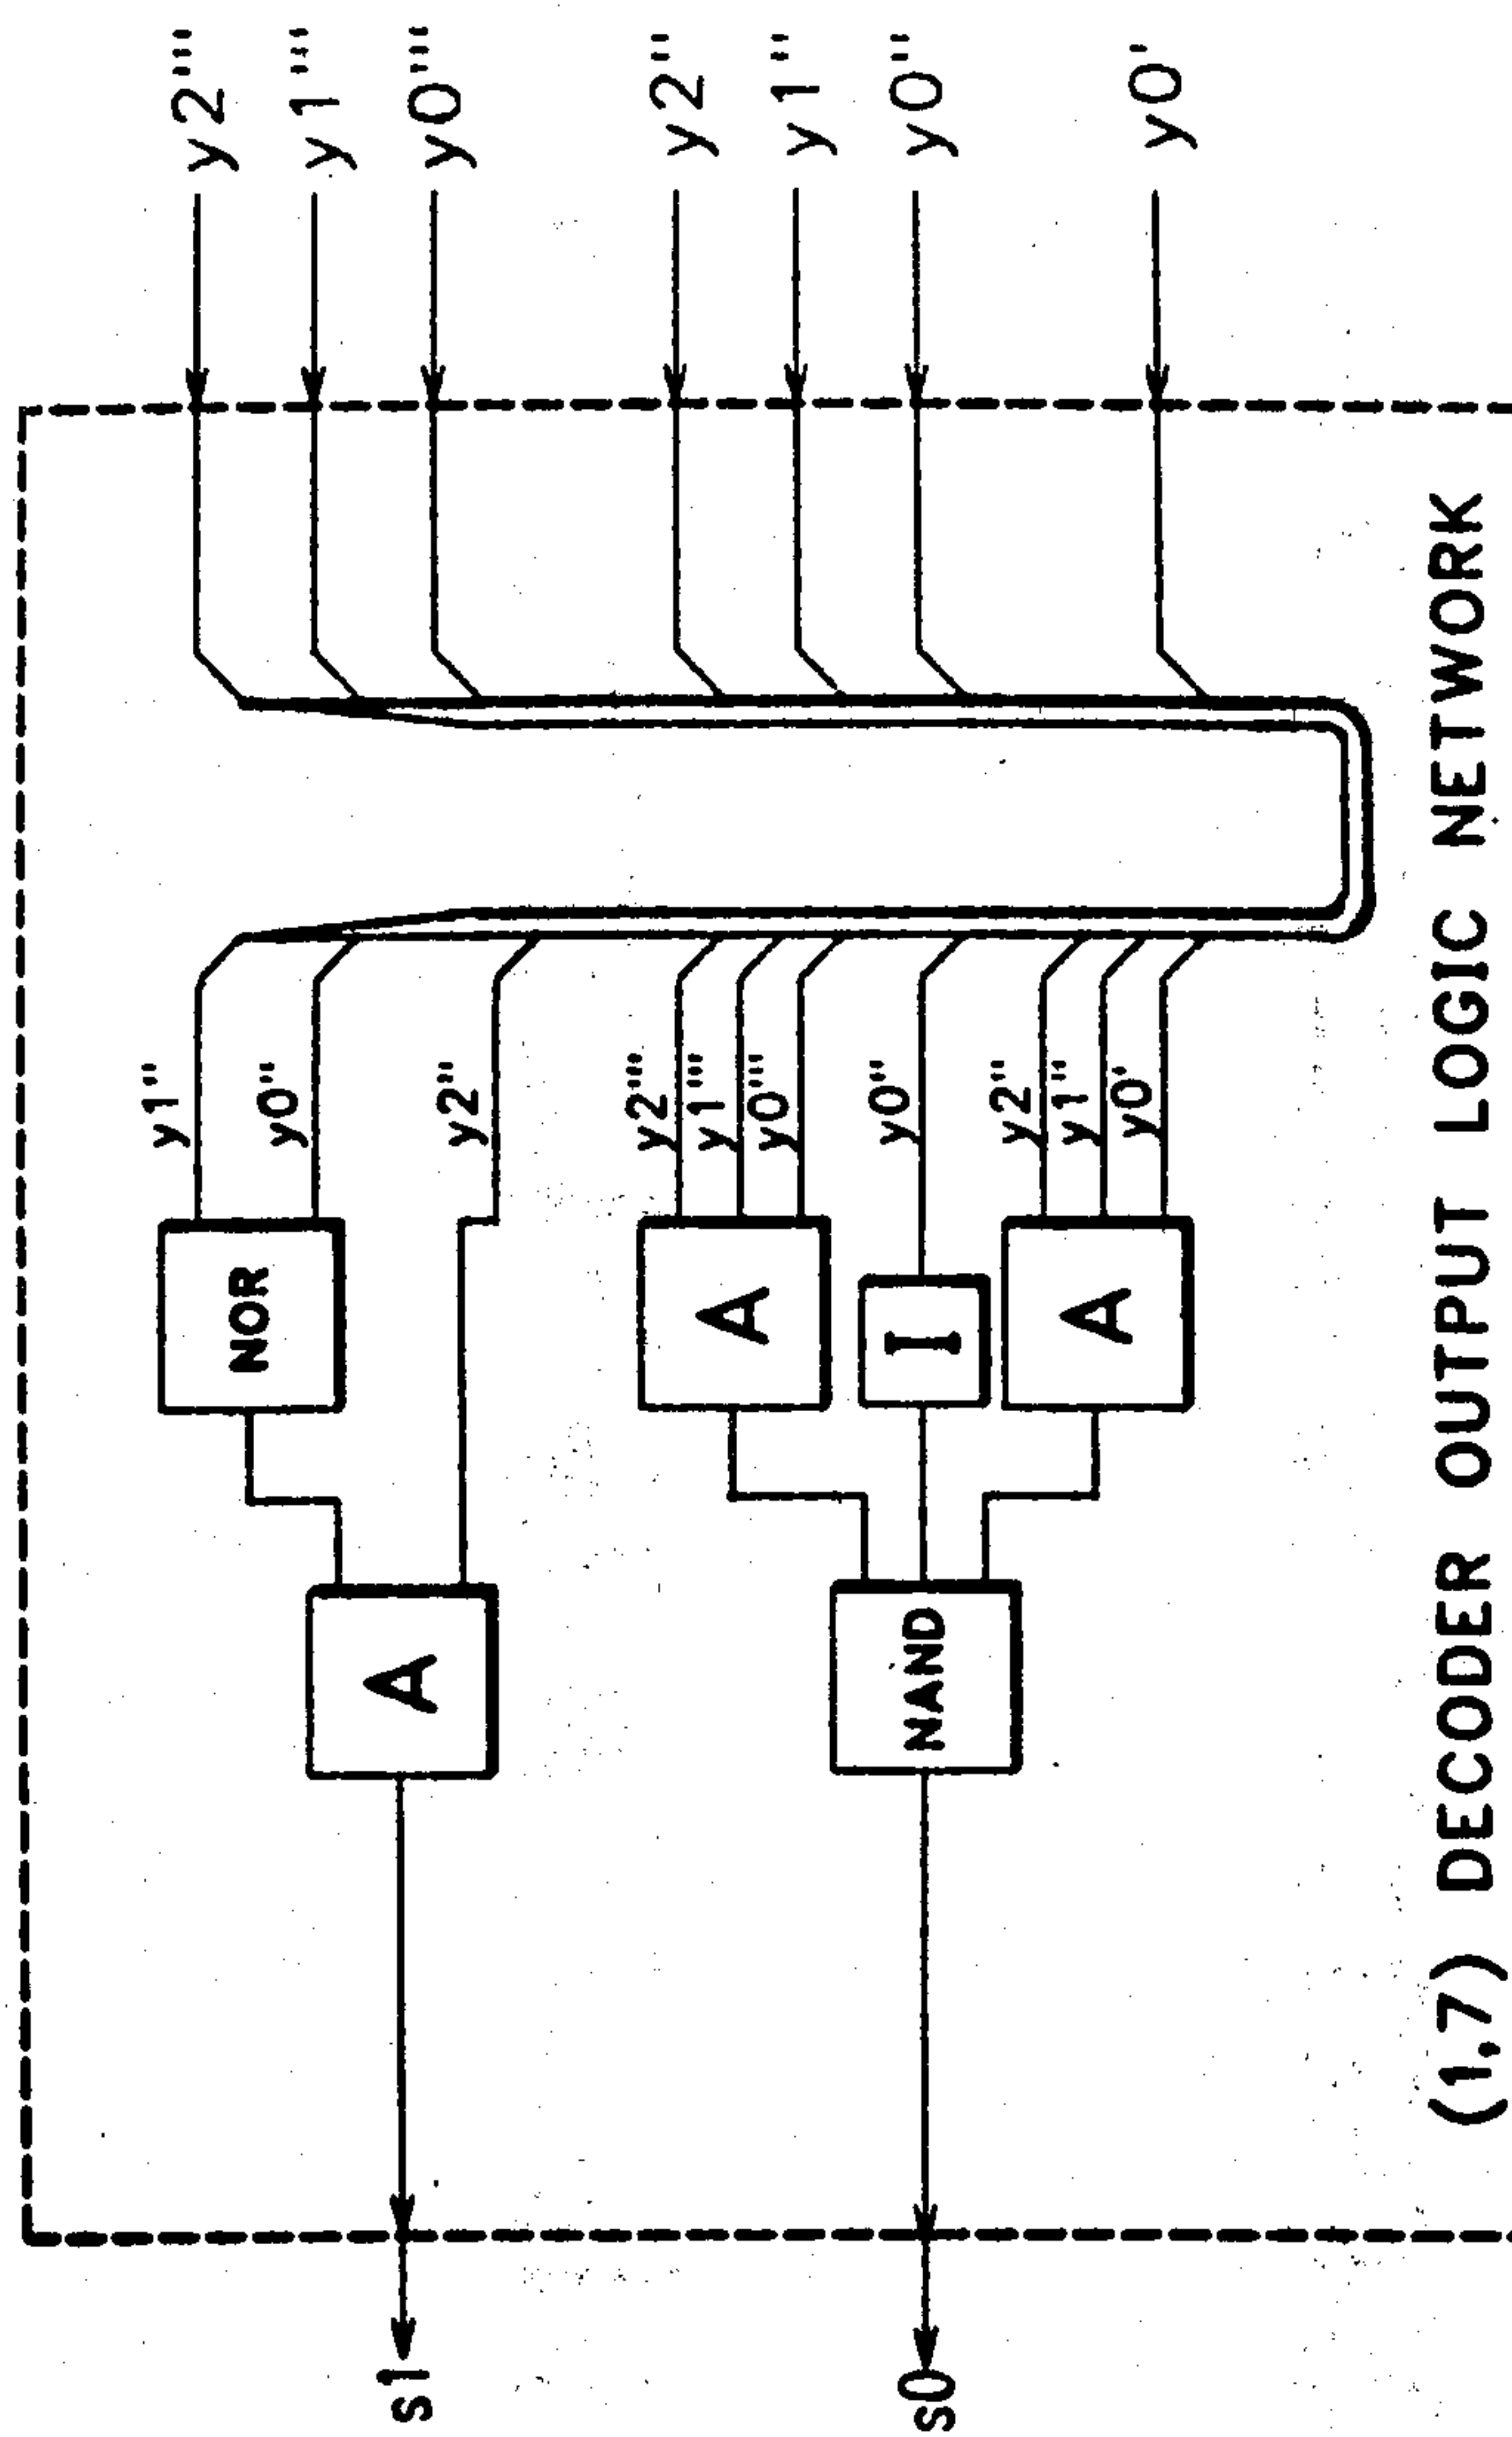 y2'''
y1''
y1'''
NOR
y0''
y0'''
s1
A
y2''
y2''
y2'''
A
y1'''
y1''
y0'''
s0
NAND
I
y0''
y0''
y2''
A
y1''
y0'
y0'
(1,7) DECODER OUTPUT LOGIC NETWORK